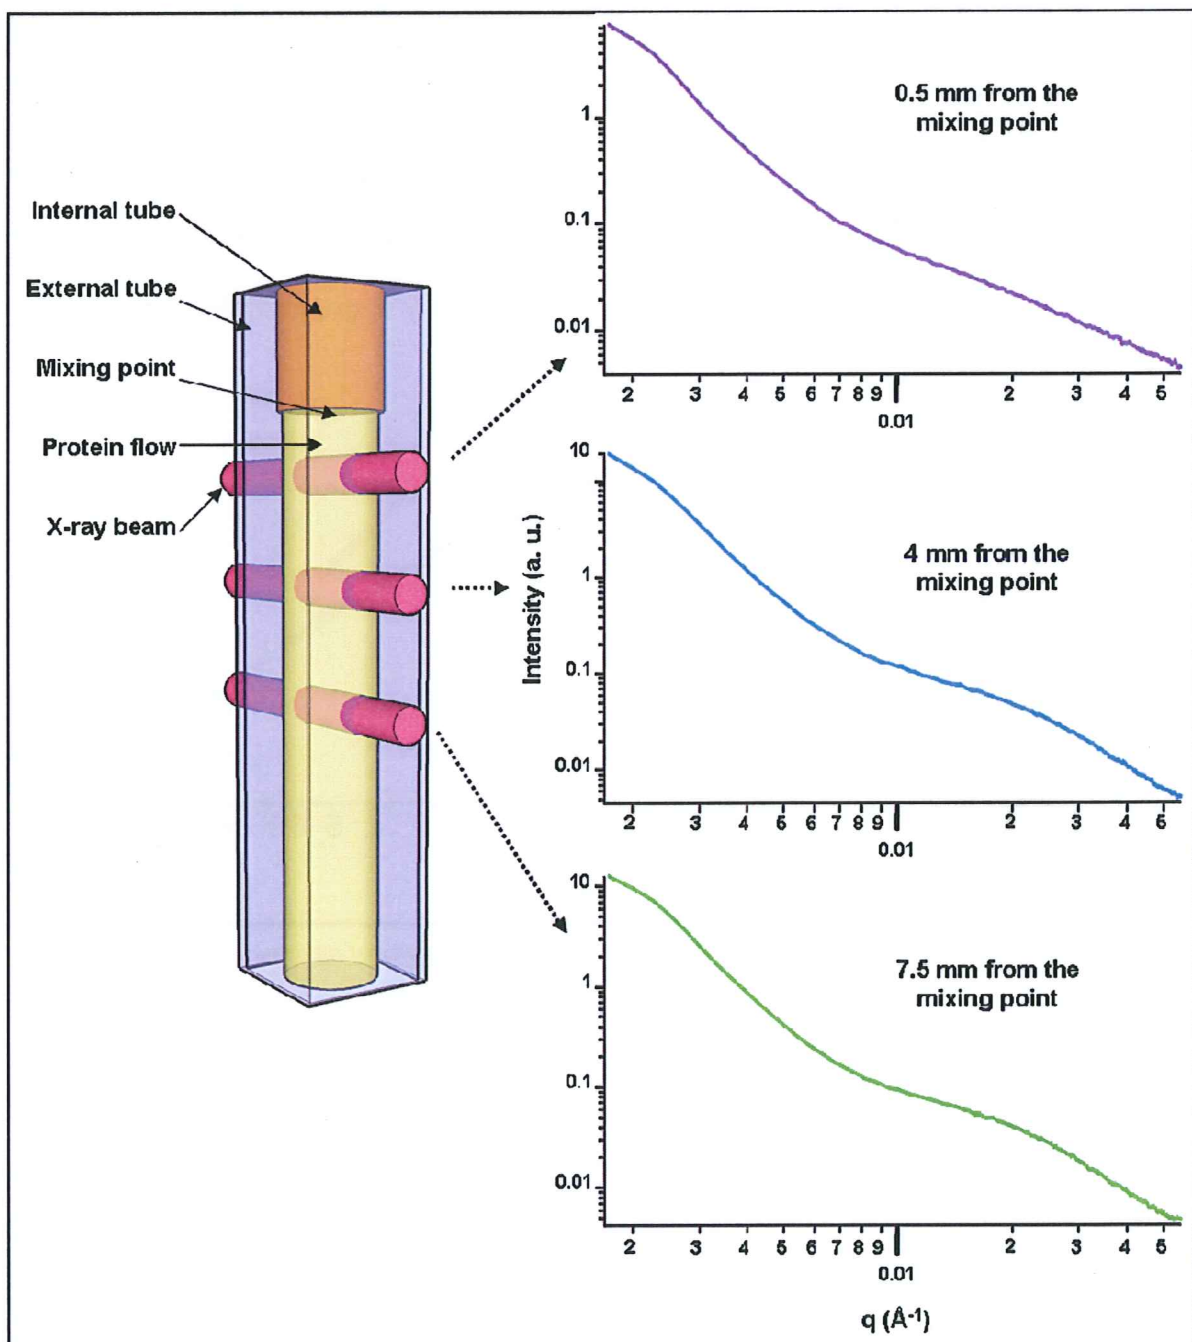 Internal tube
External tube
Mixing point
Protein flow
X-ray beam
0.5 mm from the
mixing point
1
0.1
0.01
2 3 4 5 6 7 8 9 2 3 4 5
0.01
Intensity (a. u.)
4 mm from the
mixing point
10
1
0.1
0.01
2 3 4 5 6 7 8 9 2 3 4 5
0.01
7.5 mm from the
mixing point
10
1
0.1
0.01
2 3 4 5 6 7 8 9 2 3 4 5
0.01
q (Å⁻¹)